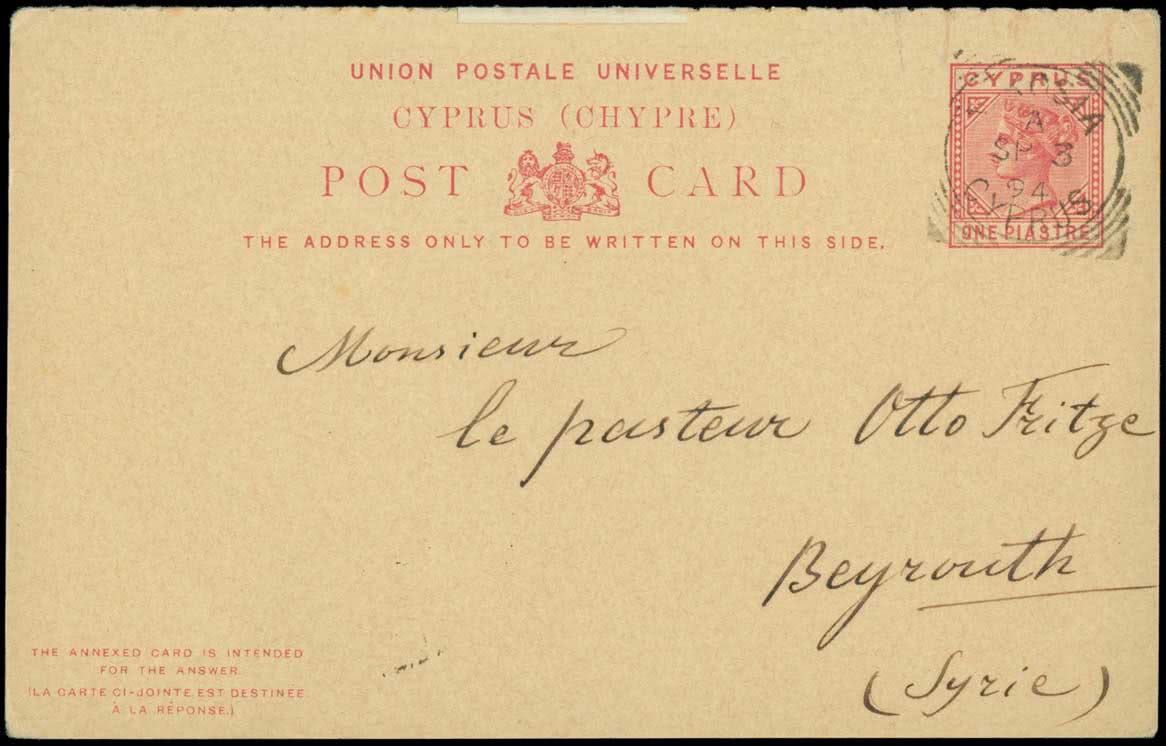 UNION POSTALE UNIVERSELLE
CYPRUS (CHYPRE)
POST CARD
THE ADDRESS ONLY TO BE WRITTEN ON THIS SIDE.
CYPRUS
ONE PIASTRE
A
SP 3
94
CYPRUS
Monsieur
le pasteur Otto Fritze
Beyrouth
(Syrie)
THE ANNEXED CARD IS INTENDED
FOR THE ANSWER.
(LA CARTE CI-JOINTE EST DESTINÉE
À LA RÉPONSE.)